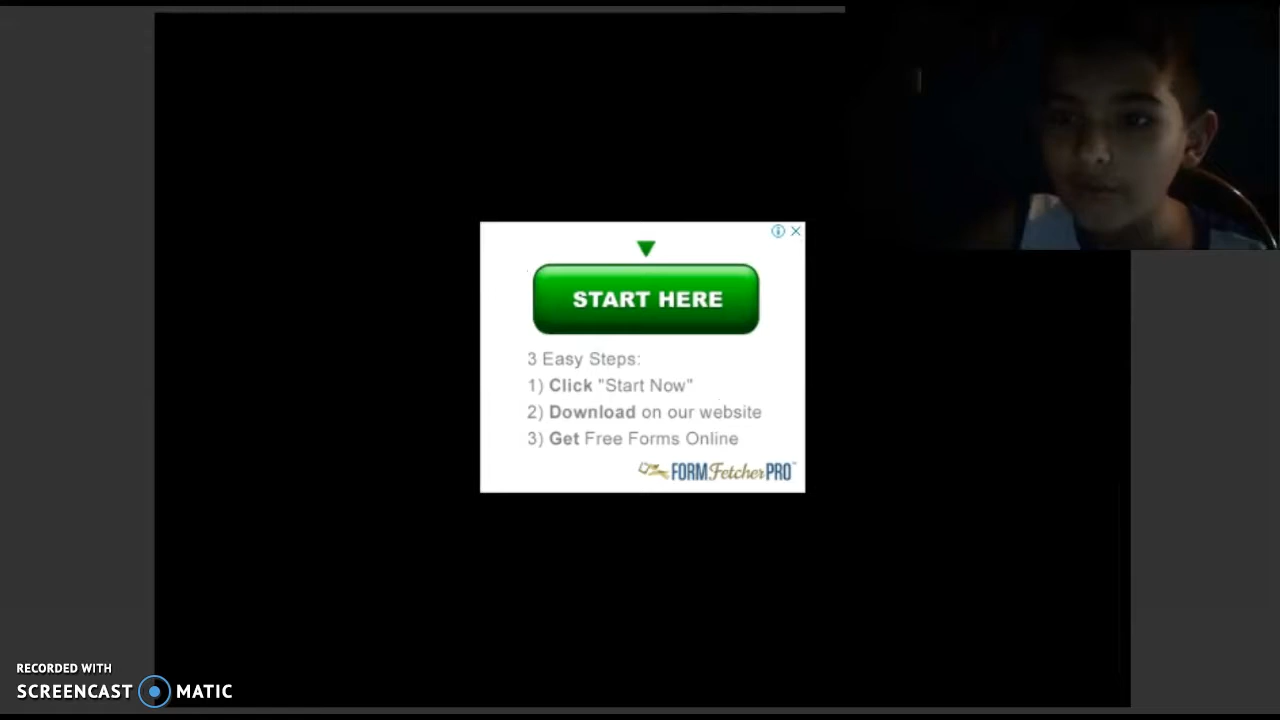 START HERE
3 Easy Steps:
1) Click "Start Now"
2) Download on our website
3) Get Free Forms Online
FORM Fetcher PRO™
RECORDED WITH
SCREENCAST MATIC